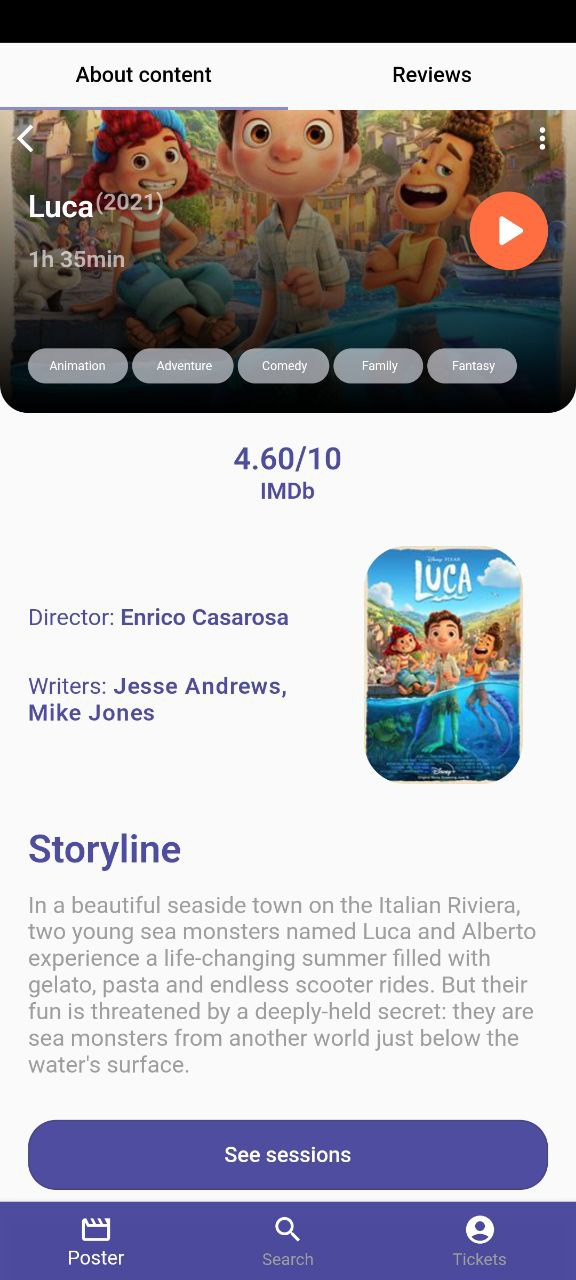 About content
Reviews
Luca(2021)
1h 35min
Animation
Adventure
Comedy
Family
Fantasy
4.60/10
IMDb
Director: Enrico Casarosa
Writers: Jesse Andrews,
Mike Jones
Disney PIXAR
LUCA
Disney+
Storyline
In a beautiful seaside town on the Italian Riviera,
two young sea monsters named Luca and Alberto
experience a life-changing summer filled with
gelato, pasta and endless scooter rides. But their
fun is threatened by a deeply-held secret: they are
sea monsters from another world just below the
water's surface.
See sessions
Poster
Search
Tickets